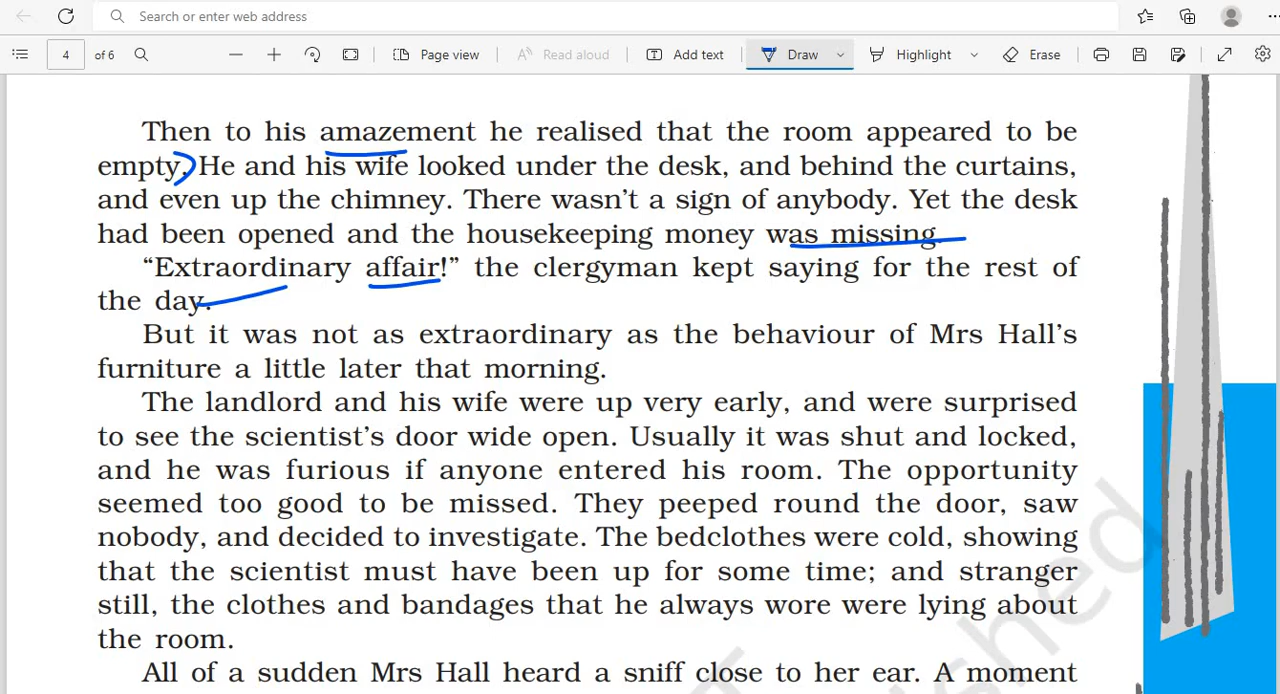 Search or enter web address
4 of 6 Page view Read aloud Add text Draw Highlight Erase
Then to his amazement he realised that the room appeared to be
empty. He and his wife looked under the desk, and behind the curtains,
and even up the chimney. There wasn't a sign of anybody. Yet the desk
had been opened and the housekeeping money was missing.
“Extraordinary affair!” the clergyman kept saying for the rest of
the day.
But it was not as extraordinary as the behaviour of Mrs Hall's
furniture a little later that morning.
The landlord and his wife were up very early, and were surprised
to see the scientist's door wide open. Usually it was shut and locked,
and he was furious if anyone entered his room. The opportunity
seemed too good to be missed. They peeped round the door, saw
nobody, and decided to investigate. The bedclothes were cold, showing
that the scientist must have been up for some time; and stranger
still, the clothes and bandages that he always wore were lying about
the room.
All of a sudden Mrs Hall heard a sniff close to her ear. A moment